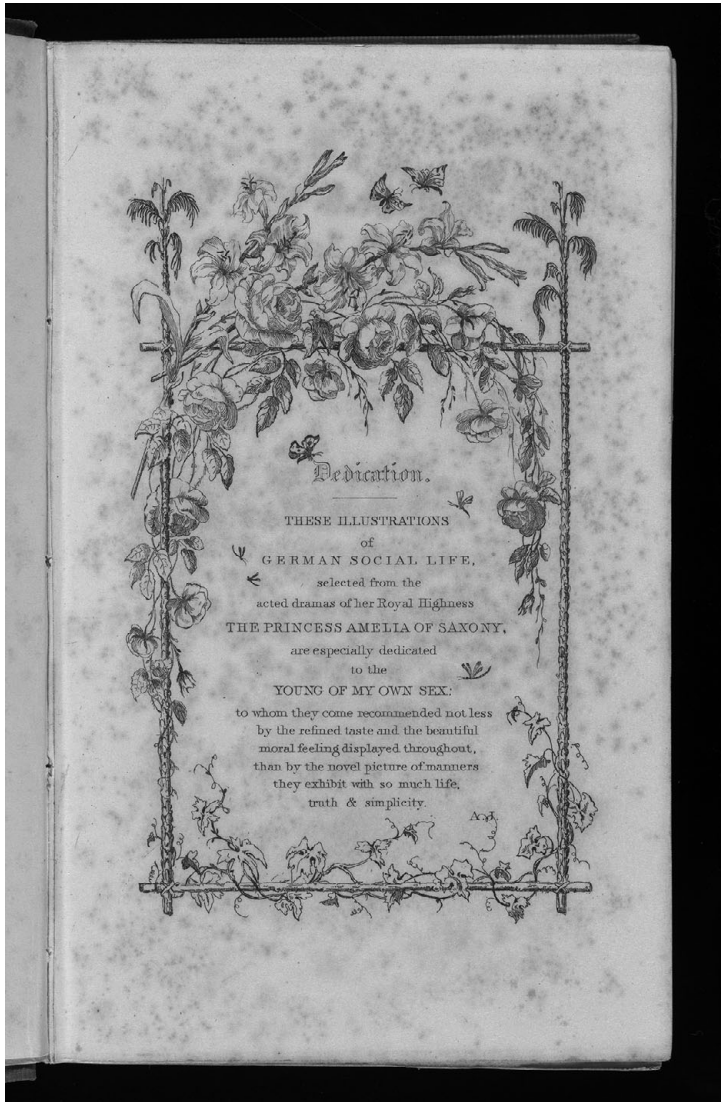 Dedication.
THESE ILLUSTRATIONS
of
GERMAN SOCIAL LIFE,
selected from the
acted dramas of her Royal Highness
THE PRINCESS AMELIA OF SAXONY,
are especially dedicated
to the
YOUNG OF MY OWN SEX:
to whom they come recommended not less
by the refined taste and the beautiful
moral feeling displayed throughout,
than by the novel picture of manners
they exhibit with so much life,
truth & simplicity.
A.J.